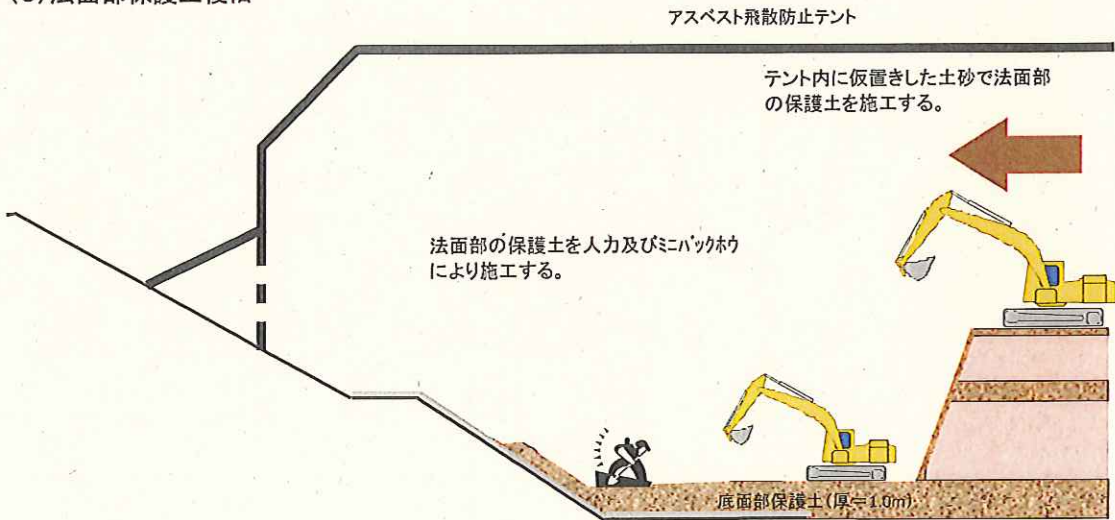 アスベスト飛散防止テント
テント内に仮置きした土砂で法面部
の保護土を施工する。
法面部の保護土を人力及びミニバックホウ
により施工する。
底面部保護土(厚=1.0m)